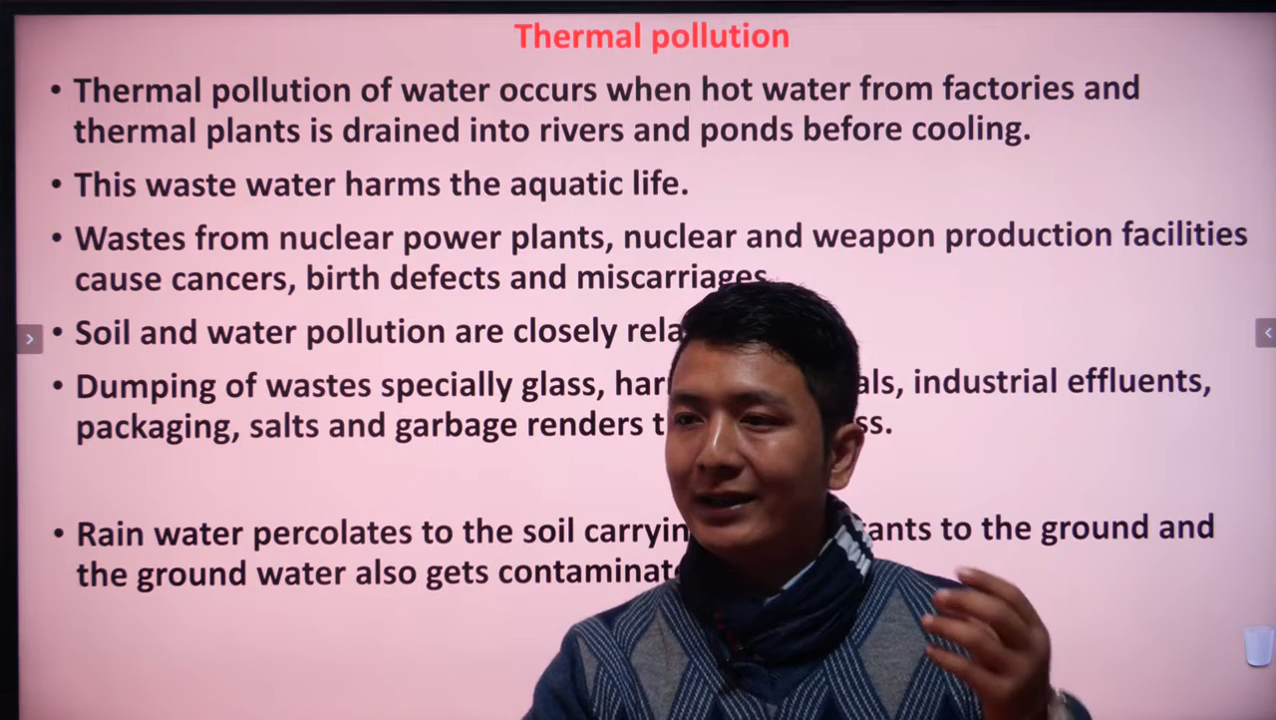 Thermal pollution
• Thermal pollution of water occurs when hot water from factories and
thermal plants is drained into rivers and ponds before cooling.
• This waste water harms the aquatic life.
• Wastes from nuclear power plants, nuclear and weapon production facilities
cause cancers, birth defects and miscarriages.
• Soil and water pollution are closely
• Dumping of wastes specially glass, industrial effluents,
packaging, salts and garbage renders
• Rain water percolates to the soil to the ground and
the ground water also gets